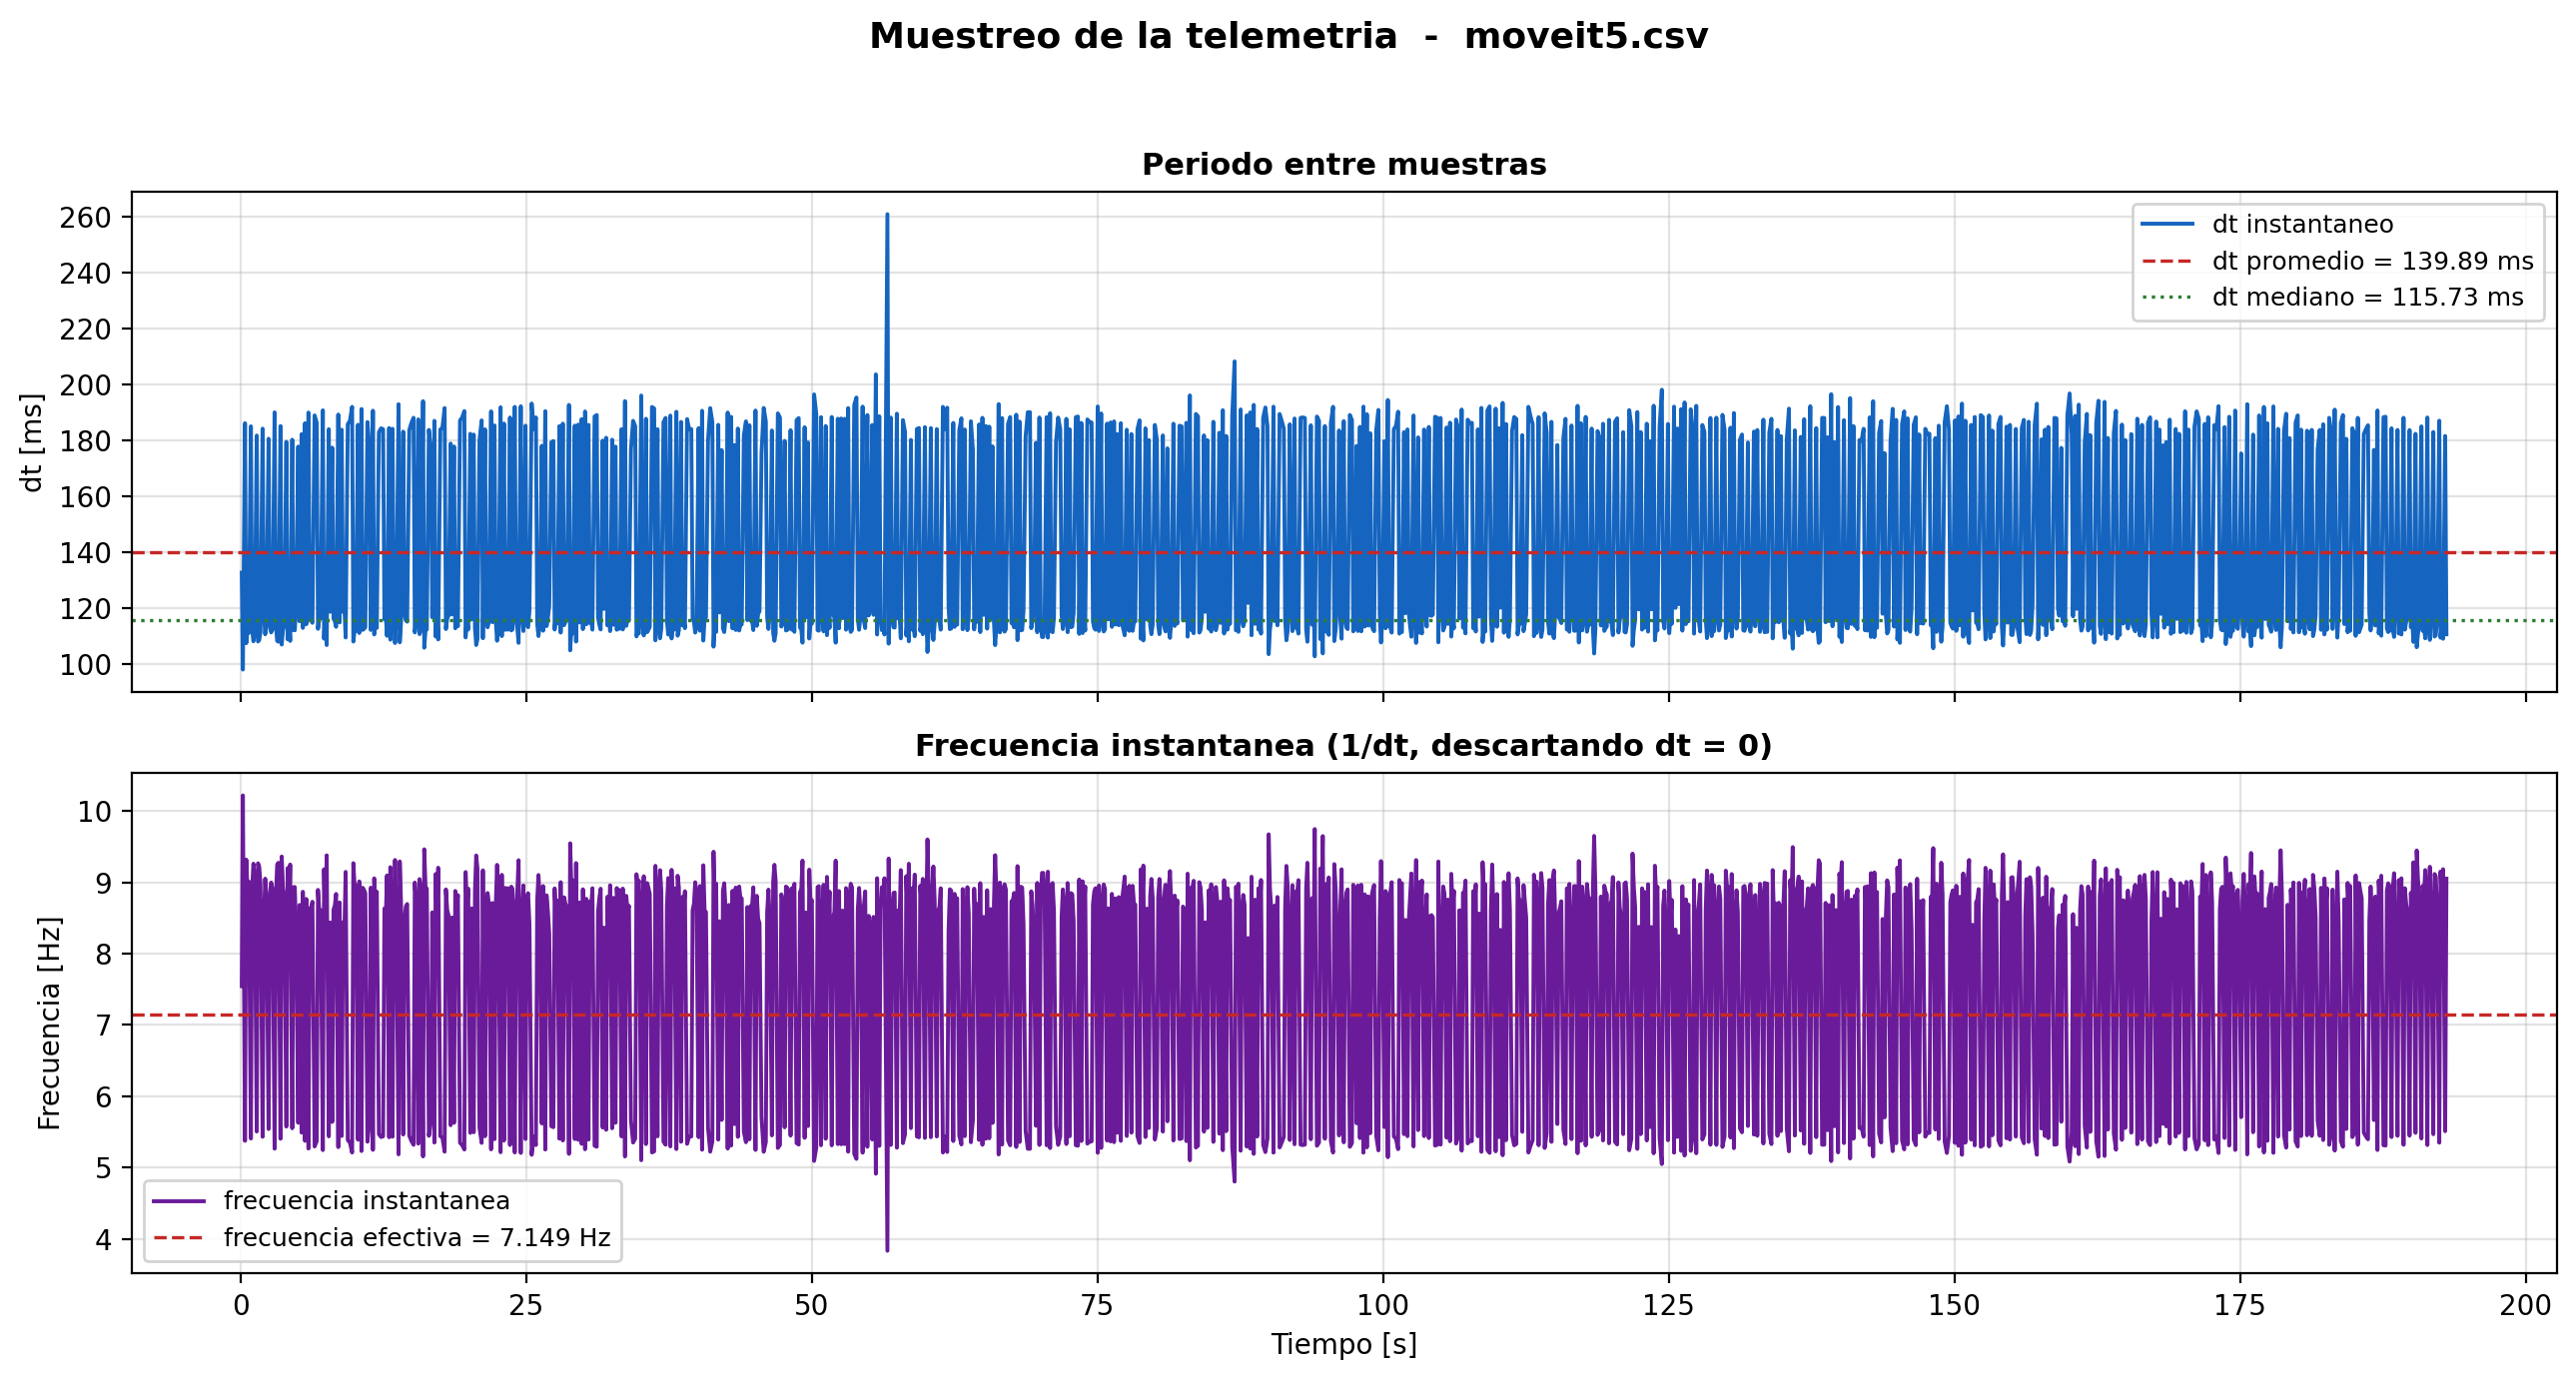 Muestreo de la telemetria - moveit5.csv
Periodo entre muestras
260
240
220
200
180
160
140
120
100
dt [ms]
dt instantaneo
dt promedio = 139.89 ms
dt mediano = 115.73 ms
Frecuencia instantanea (1/dt, descartando dt = 0)
10
9
8
7
6
5
4
Frecuencia [Hz]
frecuencia instantanea
frecuencia efectiva = 7.149 Hz
0 25 50 75 100 125 150 175 200
Tiempo [s]